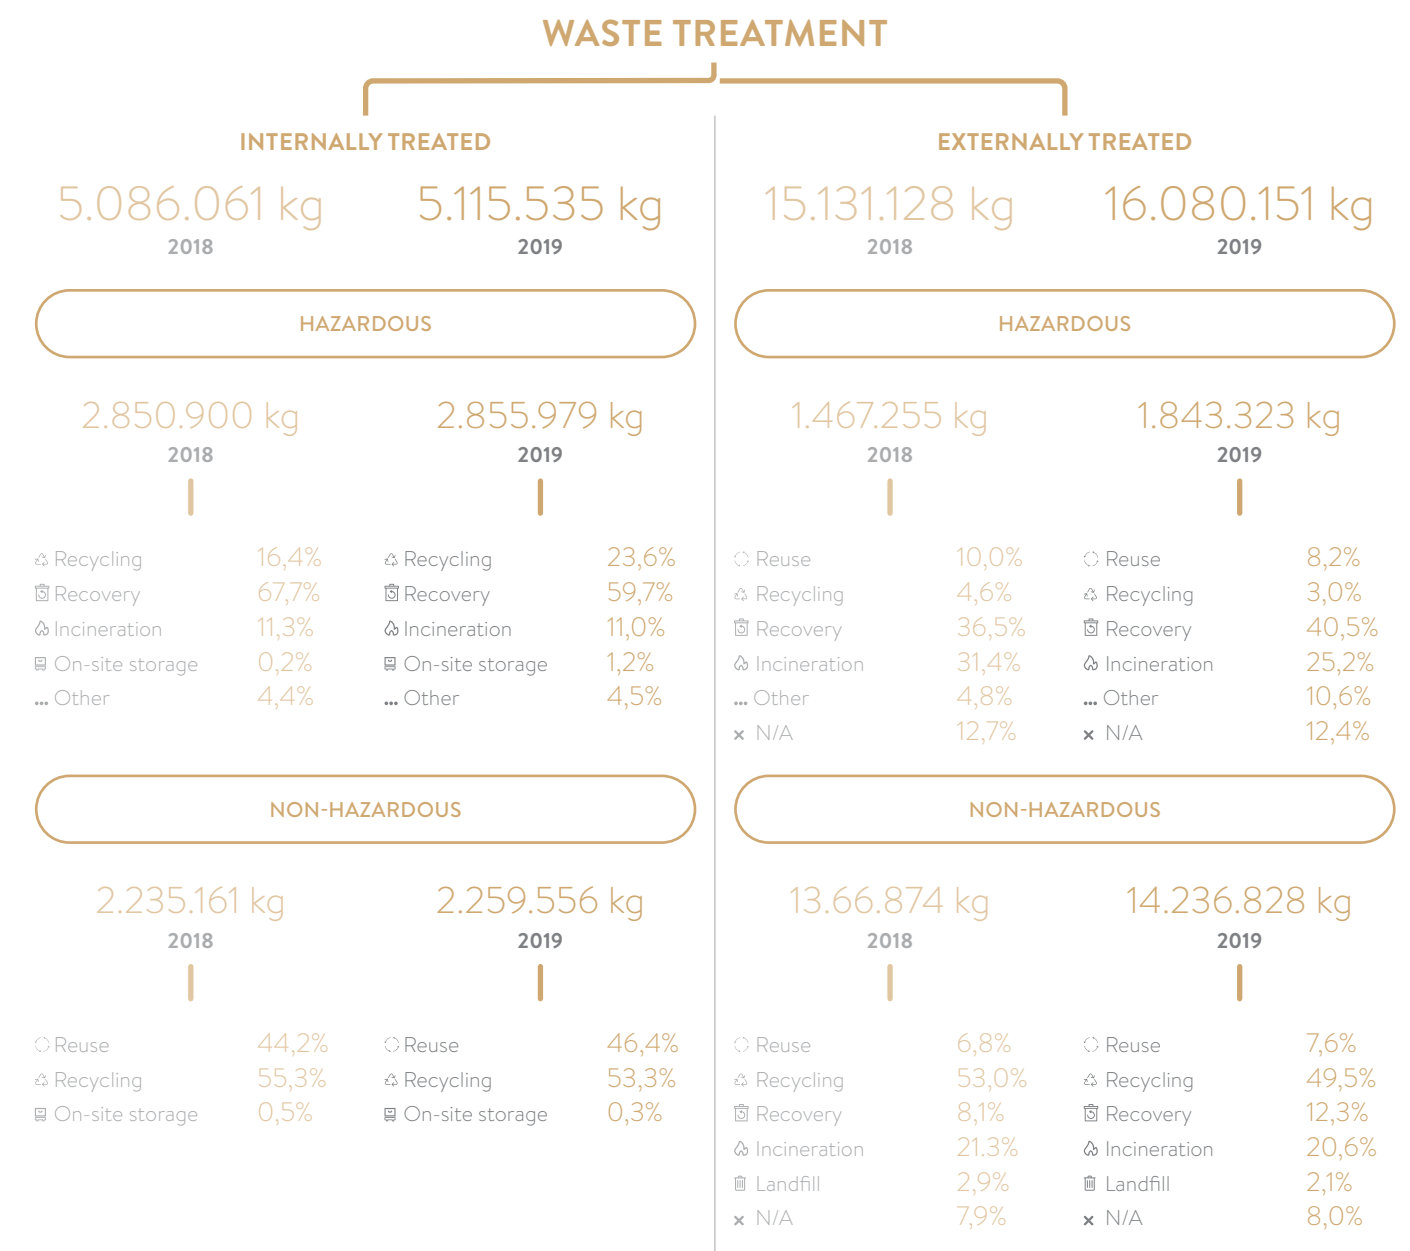 WASTE TREATMENT
INTERNALLY TREATED
5.086.061 kg 5.115.535 kg
2018 2019
HAZARDOUS
2.850.900 kg 2.855.979 kg
2018 2019
Recycling 16,4% Recycling 23,6%
Recovery 67,7% Recovery 59,7%
Incineration 11,3% Incineration 11,0%
On-site storage 0,2% On-site storage 1,2%
Other 4,4% Other 4,5%
NON-HAZARDOUS
2.235.161 kg 2.259.556 kg
2018 2019
Reuse 44,2% Reuse 46,4%
Recycling 55,3% Recycling 53,3%
On-site storage 0,5% On-site storage 0,3%
EXTERNALLY TREATED
15.131.128 kg 16.080.151 kg
2018 2019
HAZARDOUS
1.467.255 kg 1.843.323 kg
2018 2019
Reuse 10,0% Reuse 8,2%
Recycling 4,6% Recycling 3,0%
Recovery 36,5% Recovery 40,5%
Incineration 31,4% Incineration 25,2%
Other 4,8% Other 10,6%
N/A 12,7% N/A 12,4%
NON-HAZARDOUS
13.66.874 kg 14.236.828 kg
2018 2019
Reuse 6,8% Reuse 7,6%
Recycling 53,0% Recycling 49,5%
Recovery 8,1% Recovery 12,3%
Incineration 21.3% Incineration 20,6%
Landfill 2,9% Landfill 2,1%
N/A 7,9% N/A 8,0%